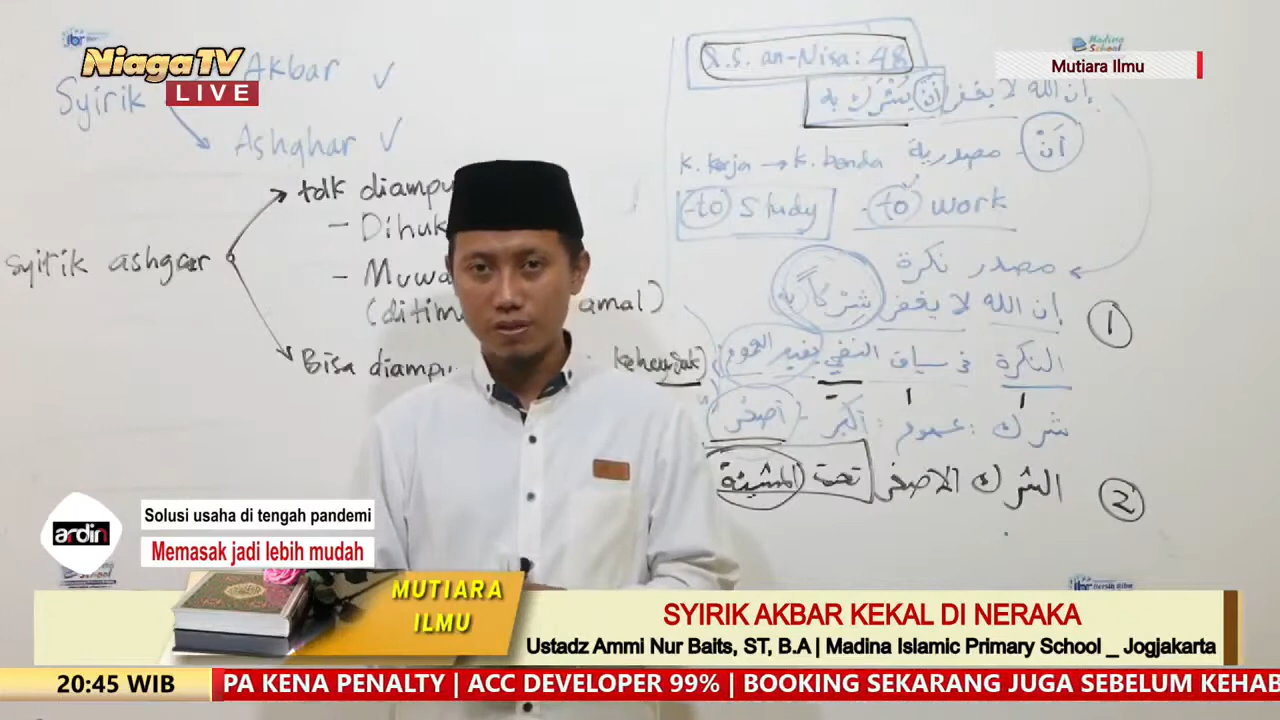 NiagaTV
LIVE
Mutiara Ilmu
Syirik
Akbar ✓
Ashghar ✓
Syirik ashgar
tdk diampu
- Dihuk
- Muwa
(ditim amal)
Bisa diampu
Q.S. an-Nisa: 48
إن الله لا يغفر أَنْ يُشْرَكَ به
أَنْ - مصدرية
k. kerja → k. benda
to study
to work
مصدر نكرة
إن الله لا يغفر شِرْكًا به
1
النكرة في سياق النفي يفيد العموم
شرك : عموم : أكبر - أصغر
الشرك الاصغر تحت المشيئة
2
ardin
Solusi usaha di tengah pandemi
Memasak jadi lebih mudah
MUTIARA
ILMU
SYIRIK AKBAR KEKAL DI NERAKA
Ustadz Ammi Nur Baits, ST, B.A | Madina Islamic Primary School _ Jogjakarta
20:45 WIB
PA KENA PENALTY | ACC DEVELOPER 99% | BOOKING SEKARANG JUGA SEBELUM KEHAB